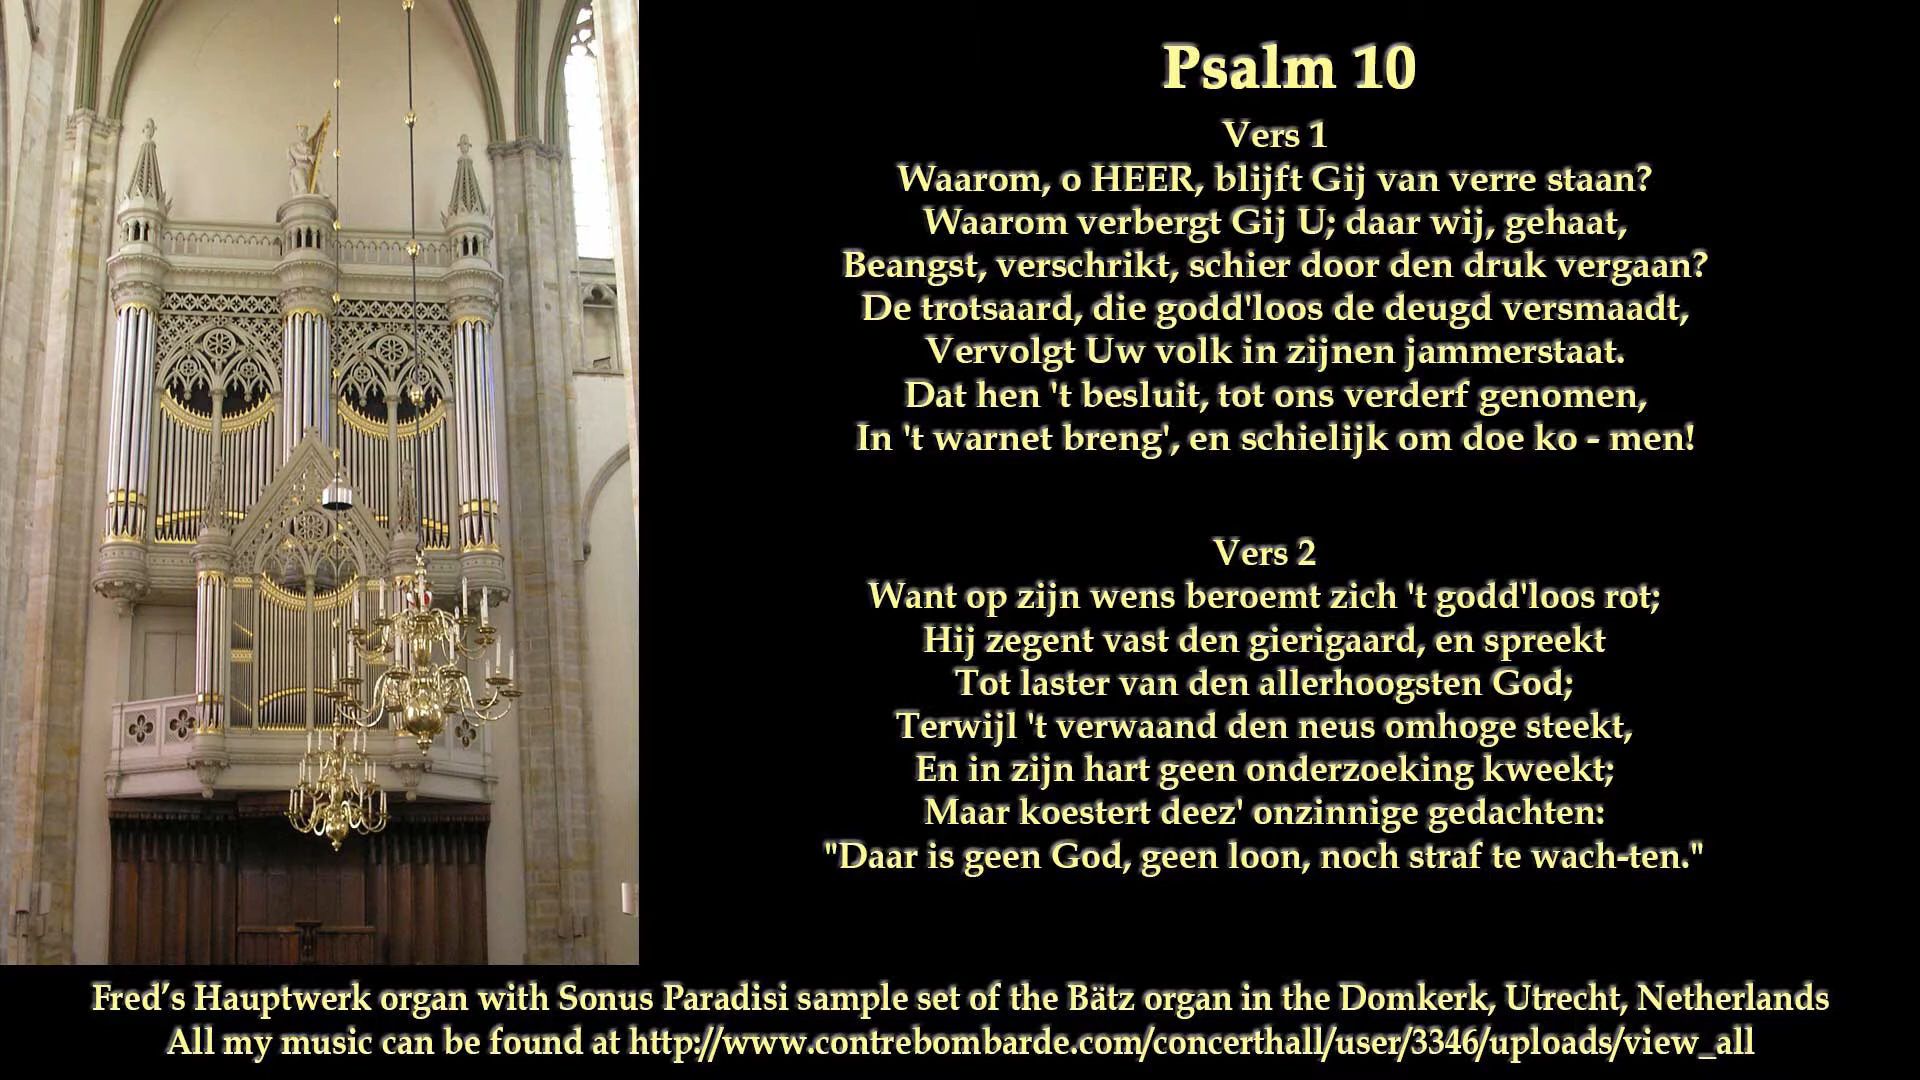 Psalm 10
Vers 1
Waarom, o HEER, blijft Gij van verre staan?
Waarom verbergt Gij U; daar wij, gehaat,
Beangst, verschrikt, schier door den druk vergaan?
De trotsaard, die godd'loos de deugd versmaadt,
Vervolgt Uw volk in zijnen jammerstaat.
Dat hen 't besluit, tot ons verderf genomen,
In 't warnet breng', en schielijk om doe ko - men!
Vers 2
Want op zijn wens beroemt zich 't godd'loos rot;
Hij zegent vast den gierigaard, en spreekt
Tot laster van den allerhoogsten God;
Terwijl 't verwaand den neus omhoge steekt,
En in zijn hart geen onderzoeking kweekt;
Maar koestert deez' onzinnige gedachten:
"Daar is geen God, geen loon, noch straf te wach-ten."
Fred’s Hauptwerk organ with Sonus Paradisi sample set of the Bätz organ in the Domkerk, Utrecht, Netherlands
All my music can be found at http://www.contrebombarde.com/concerthall/user/3346/uploads/view_all